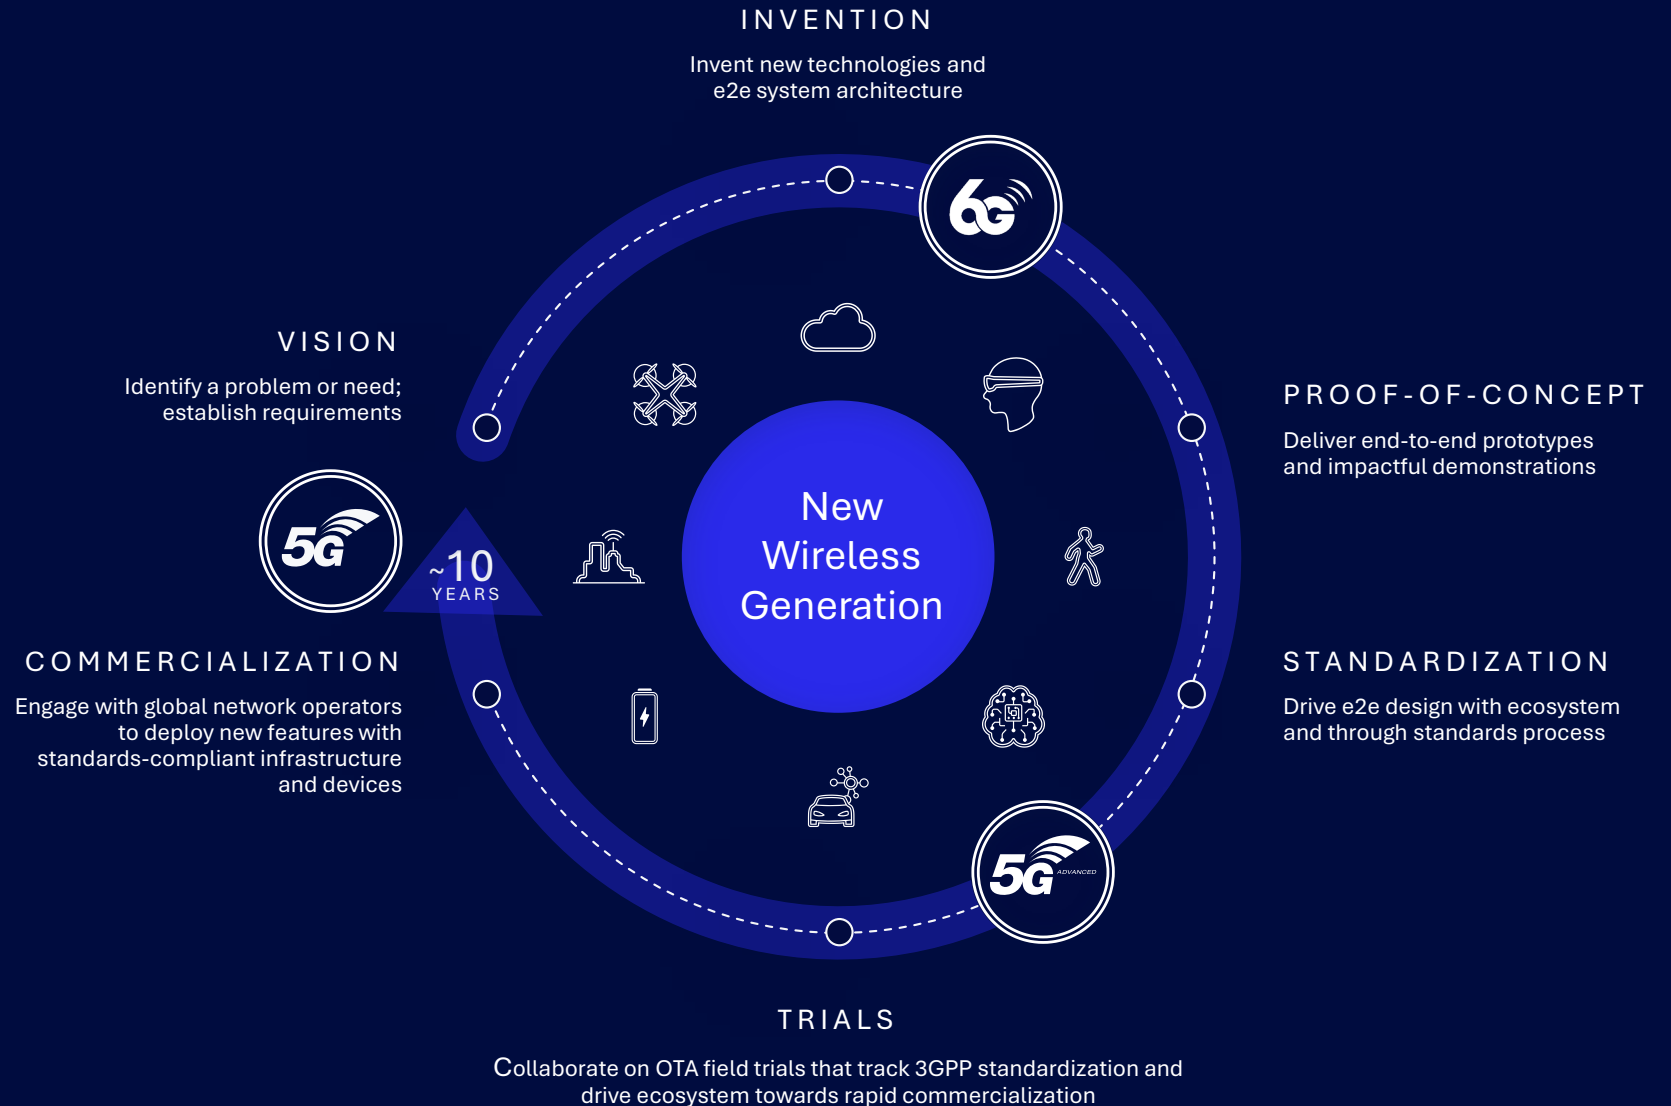 INVENTION
Invent new technologies and
e2e system architecture
6G
VISION
Identify a problem or need;
establish requirements
PROOF-OF-CONCEPT
Deliver end-to-end prototypes
and impactful demonstrations
New
Wireless
Generation
5G
~10
YEARS
COMMERCIALIZATION
Engage with global network operators
to deploy new features with
standards-compliant infrastructure
and devices
STANDARDIZATION
Drive e2e design with ecosystem
and through standards process
5G ADVANCED
TRIALS
Collaborate on OTA field trials that track 3GPP standardization and
drive ecosystem towards rapid commercialization